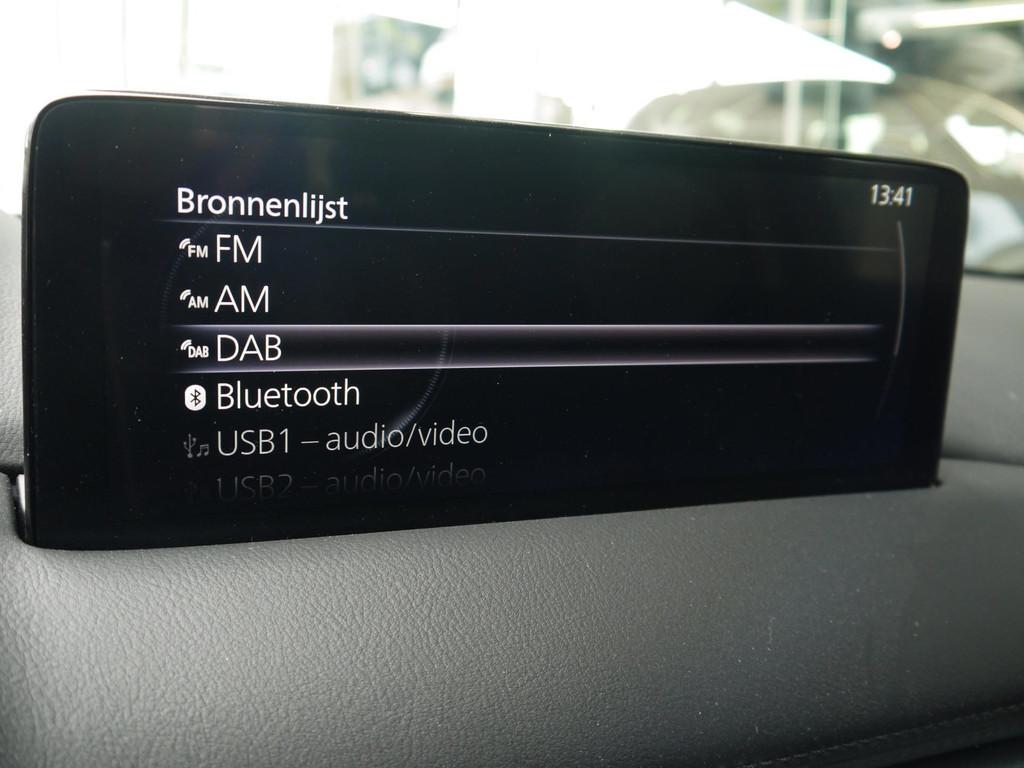 Bronnenlijst
13:41
FM FM
AM AM
DAB DAB
Bluetooth
USB1 – audio/video
USB2 – audio/video